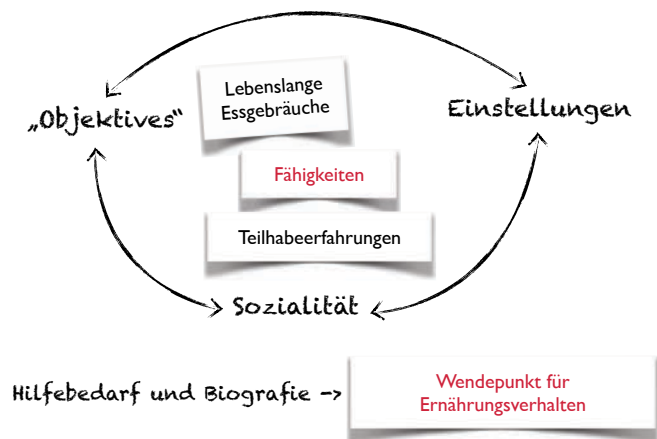 Lebenslange
Essgebräuche
„Objektives“
Einstellungen
Fähigkeiten
Teilhabeerfahrungen
Sozialität
Hilfebedarf und Biografie ->
Wendepunkt für
Ernährungsverhalten